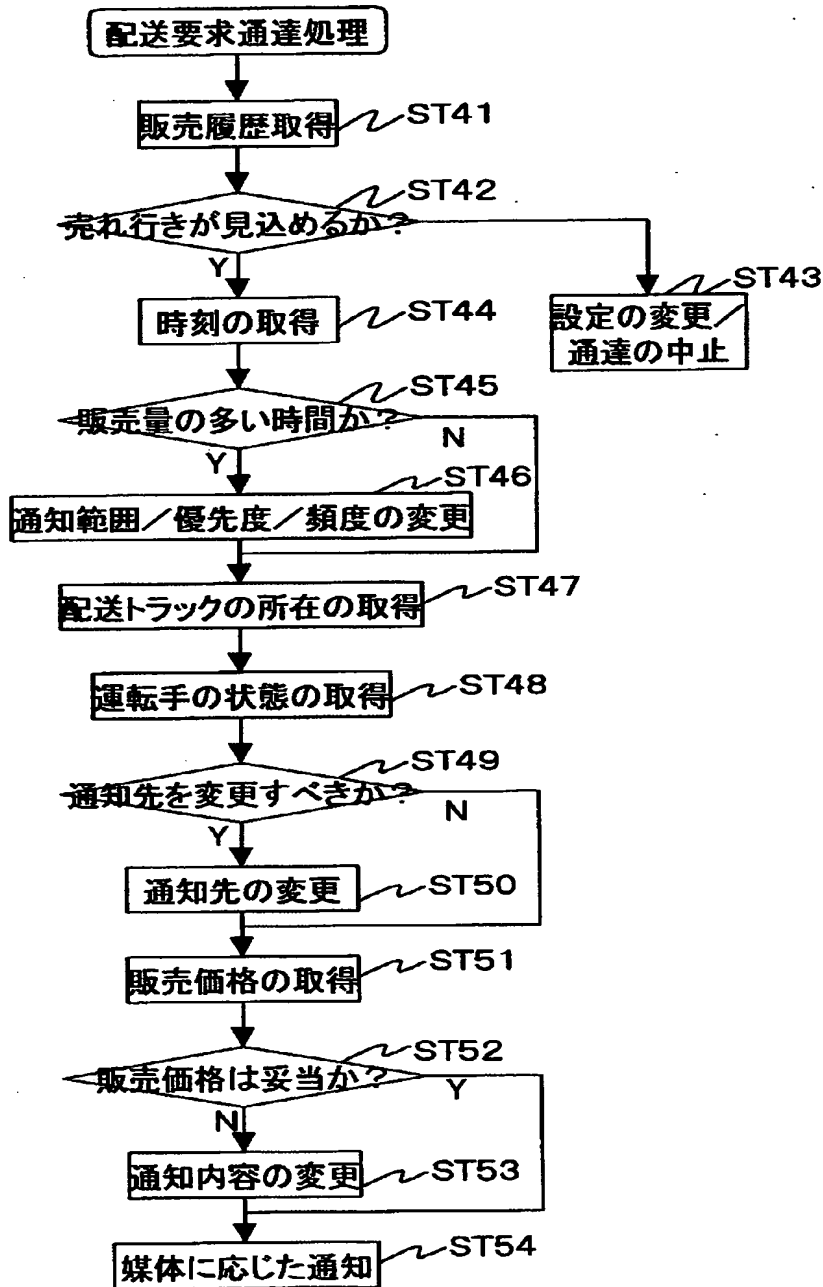 配送要求通達処理
販売履歴取得
ST41
ST42
売れ行きが見込めるか？
Y
ST43
設定の変更／
通達の中止
時刻の取得
ST44
ST45
販売量の多い時間か？
N
Y
ST46
通知範囲／優先度／頻度の変更
配送トラックの所在の取得
ST47
運転手の状態の取得
ST48
ST49
通知先を変更すべきか？
N
Y
通知先の変更
ST50
販売価格の取得
ST51
ST52
販売価格は妥当か？
Y
N
通知内容の変更
ST53
媒体に応じた通知
ST54